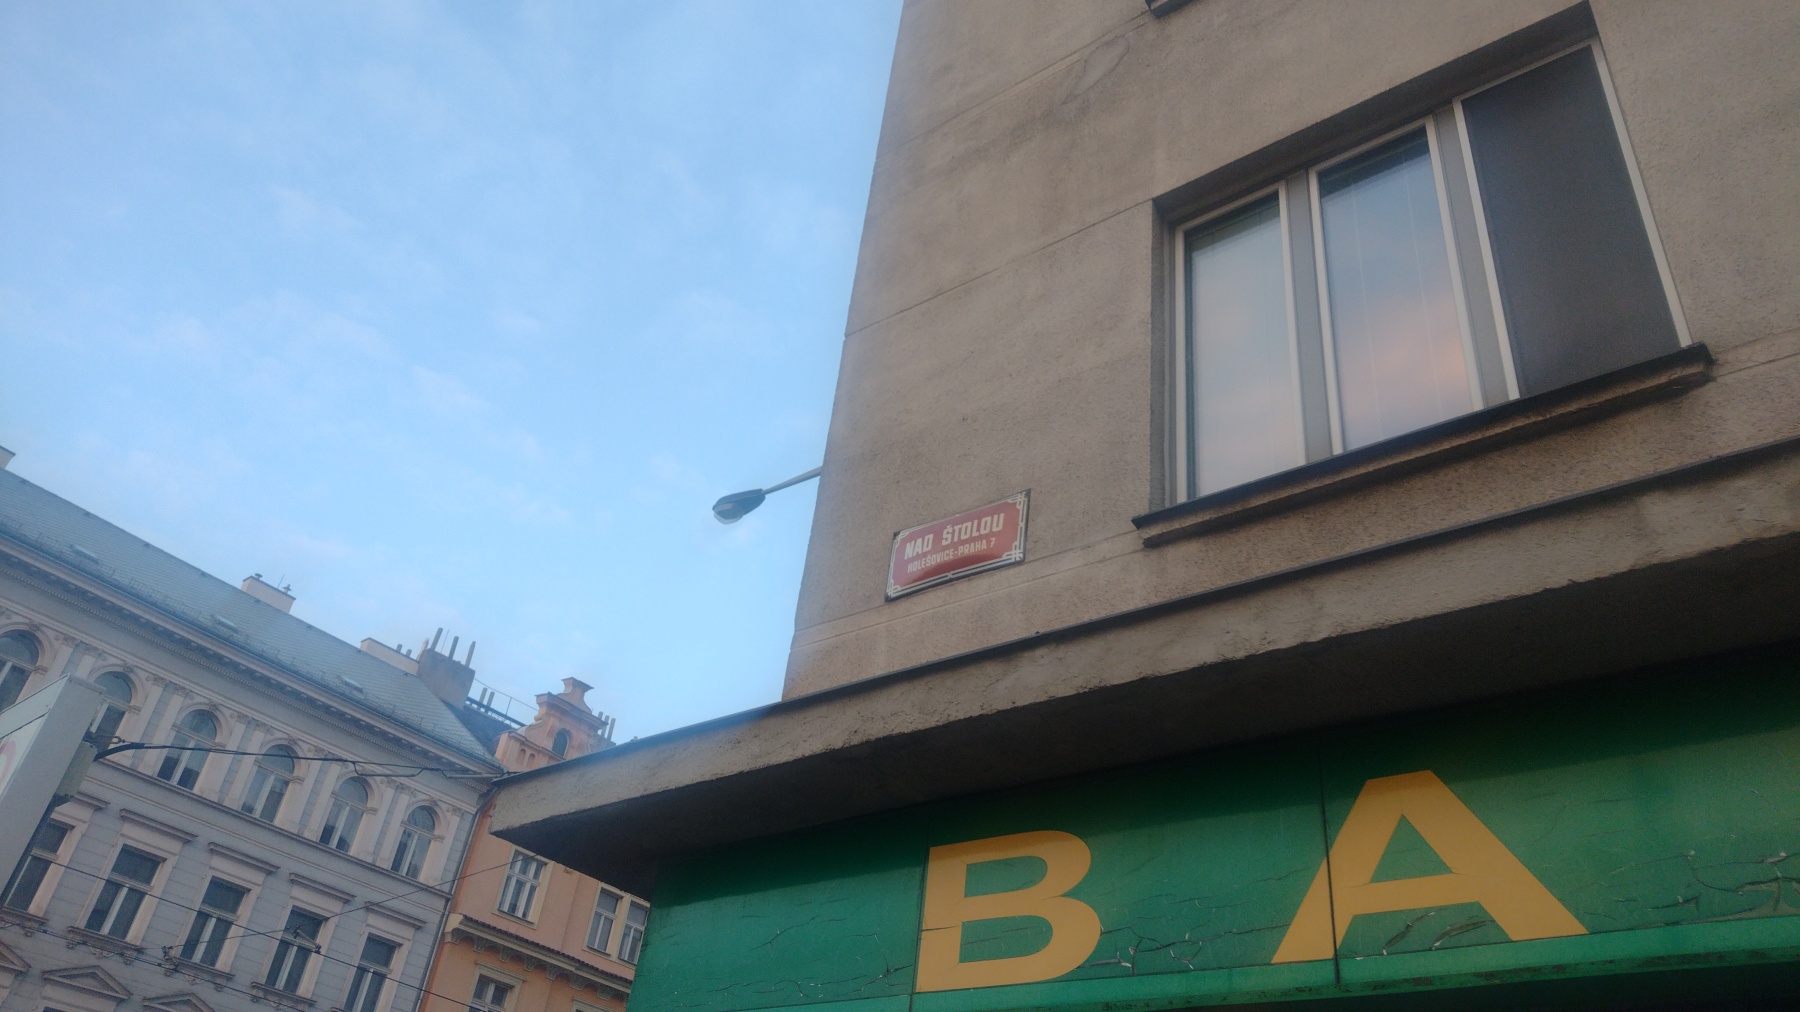 NAD ŠTOLOU
HOLEŠOVICE-PRAHA 7
B A